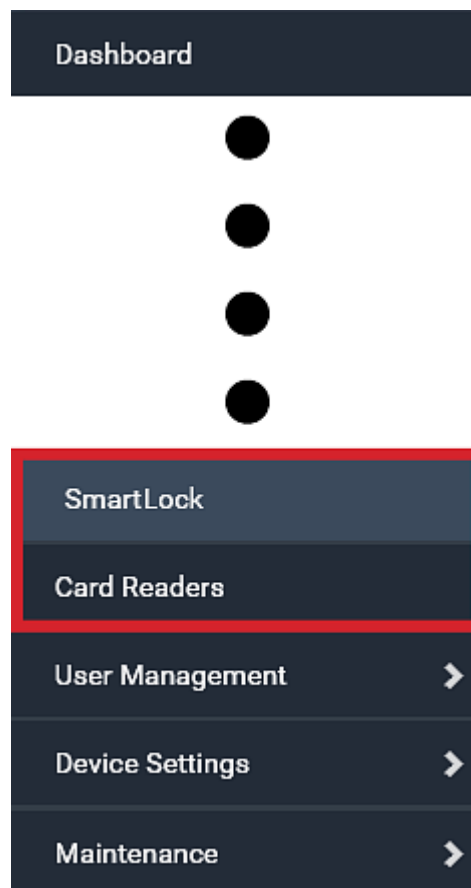 Dashboard
SmartLock
Card Readers
User Management
Device Settings
Maintenance